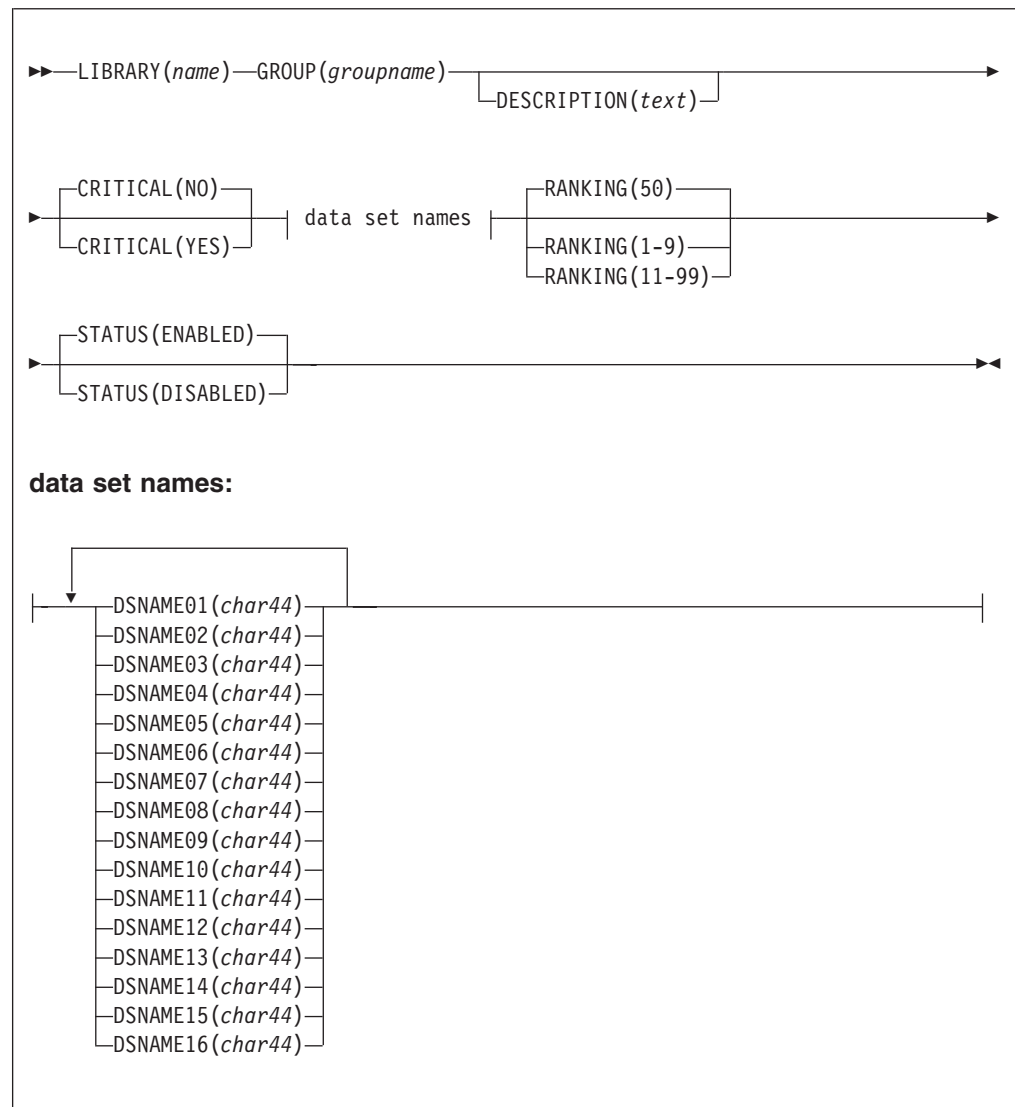 LIBRARY(name) GROUP(groupname)
DESCRIPTION(text)
CRITICAL(NO) RANKING(50)
data set names
CRITICAL(YES) RANKING(1-9)
RANKING(11-99)
STATUS(ENABLED)
STATUS(DISABLED)
data set names:
DSNAME01(char44)
DSNAME02(char44)
DSNAME03(char44)
DSNAME04(char44)
DSNAME05(char44)
DSNAME06(char44)
DSNAME07(char44)
DSNAME08(char44)
DSNAME09(char44)
DSNAME10(char44)
DSNAME11(char44)
DSNAME12(char44)
DSNAME13(char44)
DSNAME14(char44)
DSNAME15(char44)
DSNAME16(char44)